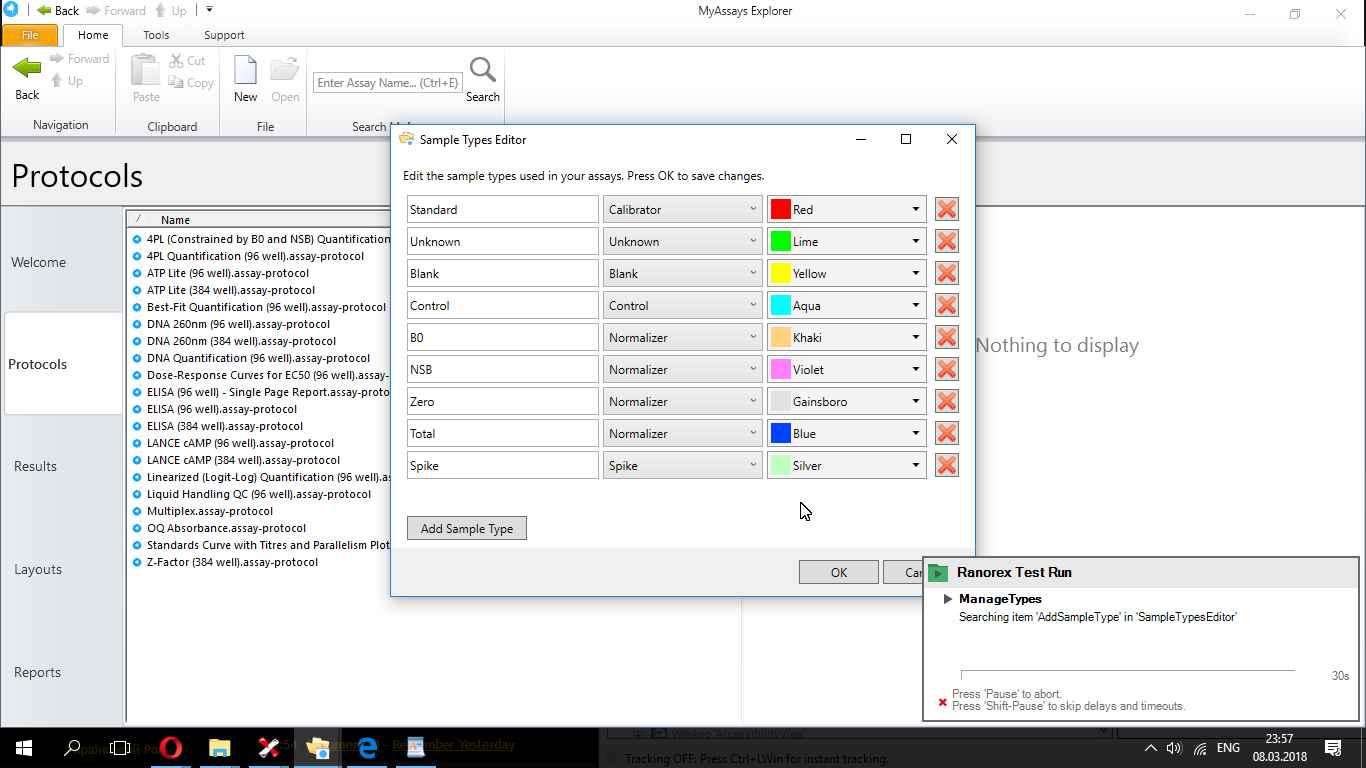 Back Forward Up
MyAssays Explorer
File Home Tools Support
Back Forward Up
Paste Cut Copy
New Open
Enter Assay Name... (Ctrl+E)
Search
Navigation Clipboard File Search
Protocols
Welcome
Protocols
Results
Layouts
Reports
/ Name
4PL (Constrained by B0 and NSB) Quantification
4PL Quantification (96 well).assay-protocol
ATP Lite (96 well).assay-protocol
ATP Lite (384 well).assay-protocol
Best-Fit Quantification (96 well).assay-protocol
DNA 260nm (96 well).assay-protocol
DNA 260nm (384 well).assay-protocol
DNA Quantification (96 well).assay-protocol
Dose-Response Curves for EC50 (96 well).assay-
ELISA (96 well) - Single Page Report.assay-proto
ELISA (96 well).assay-protocol
ELISA (384 well).assay-protocol
LANCE cAMP (96 well).assay-protocol
LANCE cAMP (384 well).assay-protocol
Linearized (Logit-Log) Quantification (96 well).as
Liquid Handling QC (96 well).assay-protocol
Multiplex.assay-protocol
OQ Absorbance.assay-protocol
Standards Curve with Titres and Parallelism Plot
Z-Factor (384 well).assay-protocol
Sample Types Editor
Edit the sample types used in your assays. Press OK to save changes.
Standard Calibrator Red
Unknown Unknown Lime
Blank Blank Yellow
Control Control Aqua
B0 Normalizer Khaki
NSB Normalizer Violet
Zero Normalizer Gainsboro
Total Normalizer Blue
Spike Spike Silver
Add Sample Type
OK Can
Nothing to display
Ranorex Test Run
ManageTypes
Searching item 'AddSampleType' in 'SampleTypesEditor'
30s
Press 'Pause' to abort.
Press 'Shift-Pause' to skip delays and timeouts.
Remember Yesterday
Tracking OFF: Press Ctrl+LWin for instant tracking.
ENG
23:57
08.03.2018